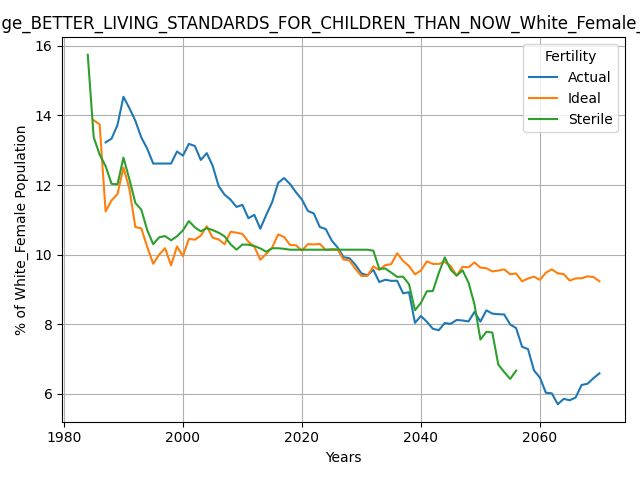 ge_BETTER_LIVING_STANDARDS_FOR_CHILDREN_THAN_NOW_White_Female_
16
14
12
10
8
6
% of White_Female Population
Fertility
Actual
Ideal
Sterile
1980 2000 2020 2040 2060
Years